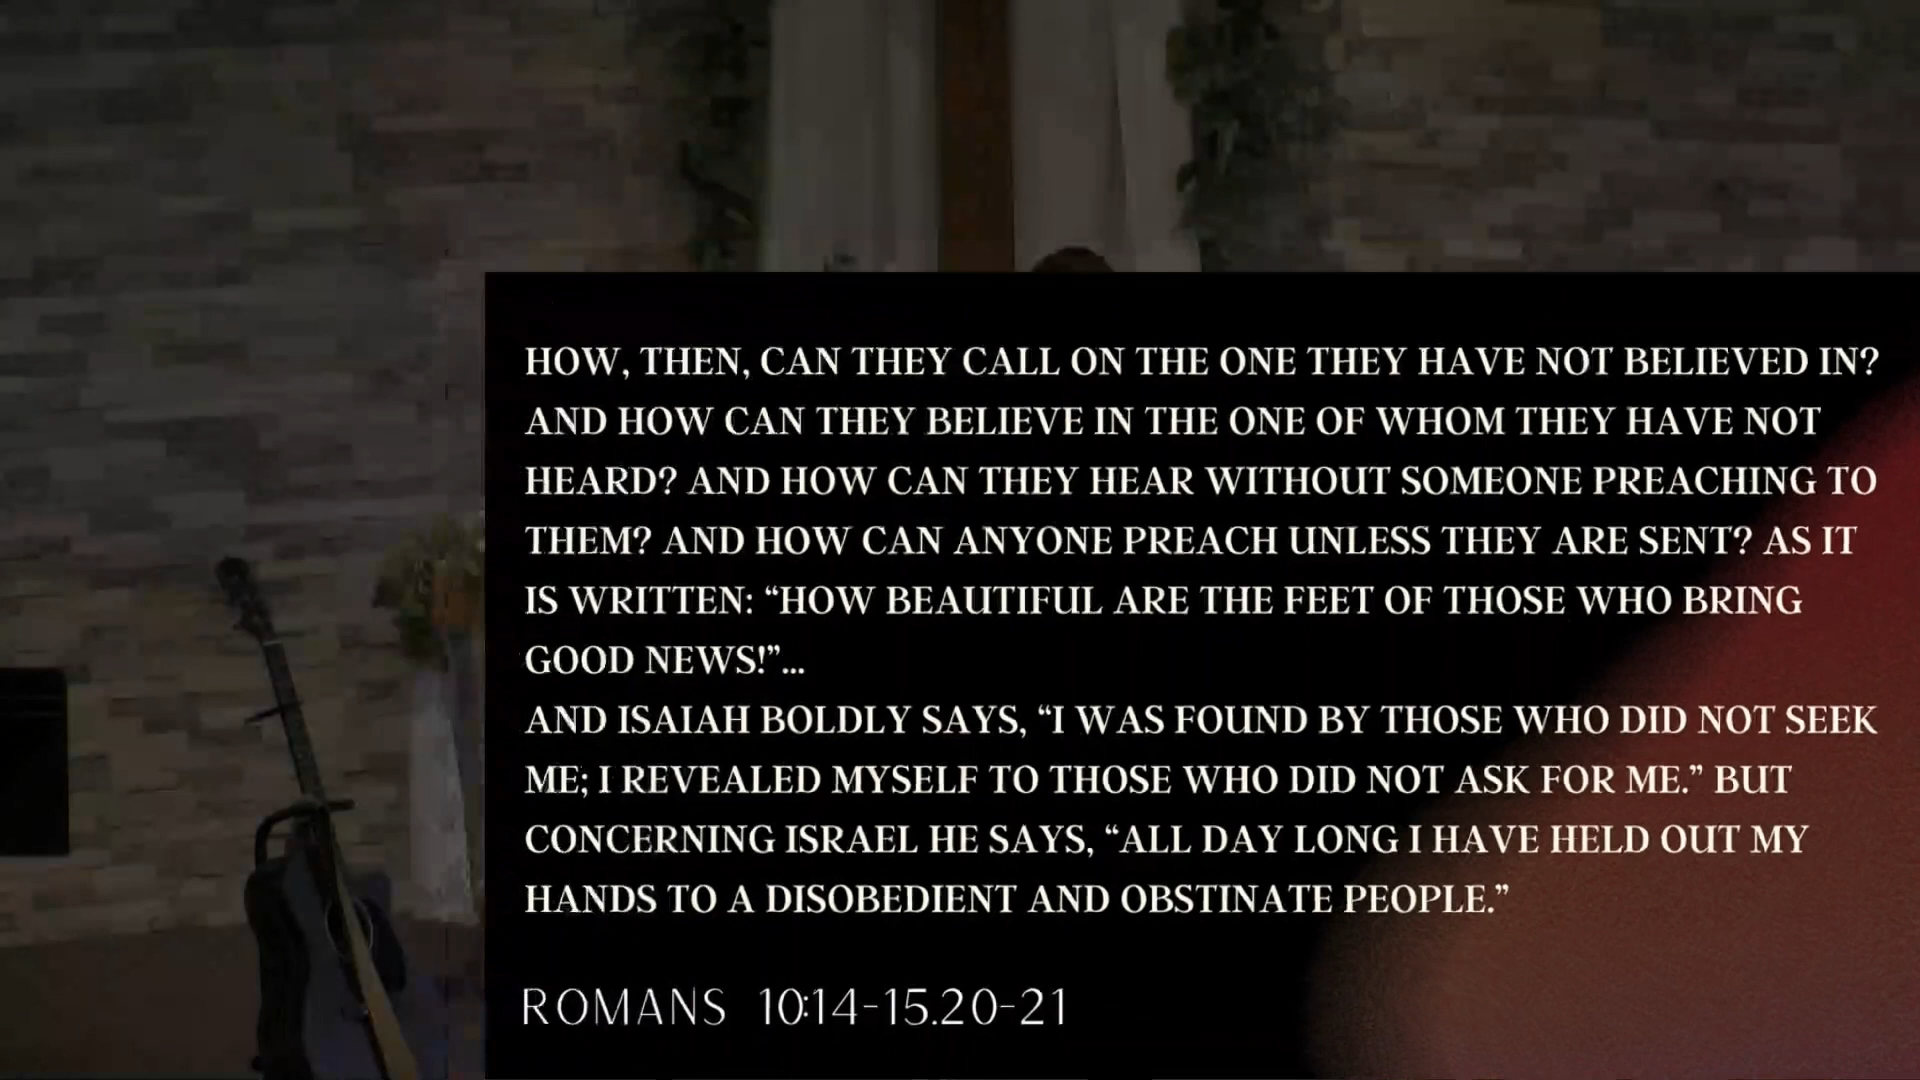 HOW, THEN, CAN THEY CALL ON THE ONE THEY HAVE NOT BELIEVED IN?
AND HOW CAN THEY BELIEVE IN THE ONE OF WHOM THEY HAVE NOT
HEARD? AND HOW CAN THEY HEAR WITHOUT SOMEONE PREACHING TO
THEM? AND HOW CAN ANYONE PREACH UNLESS THEY ARE SENT? AS IT
IS WRITTEN: “HOW BEAUTIFUL ARE THE FEET OF THOSE WHO BRING
GOOD NEWS!”...
AND ISAIAH BOLDLY SAYS, “I WAS FOUND BY THOSE WHO DID NOT SEEK
ME; I REVEALED MYSELF TO THOSE WHO DID NOT ASK FOR ME.” BUT
CONCERNING ISRAEL HE SAYS, “ALL DAY LONG I HAVE HELD OUT MY
HANDS TO A DISOBEDIENT AND OBSTINATE PEOPLE.”
ROMANS 10:14-15.20-21